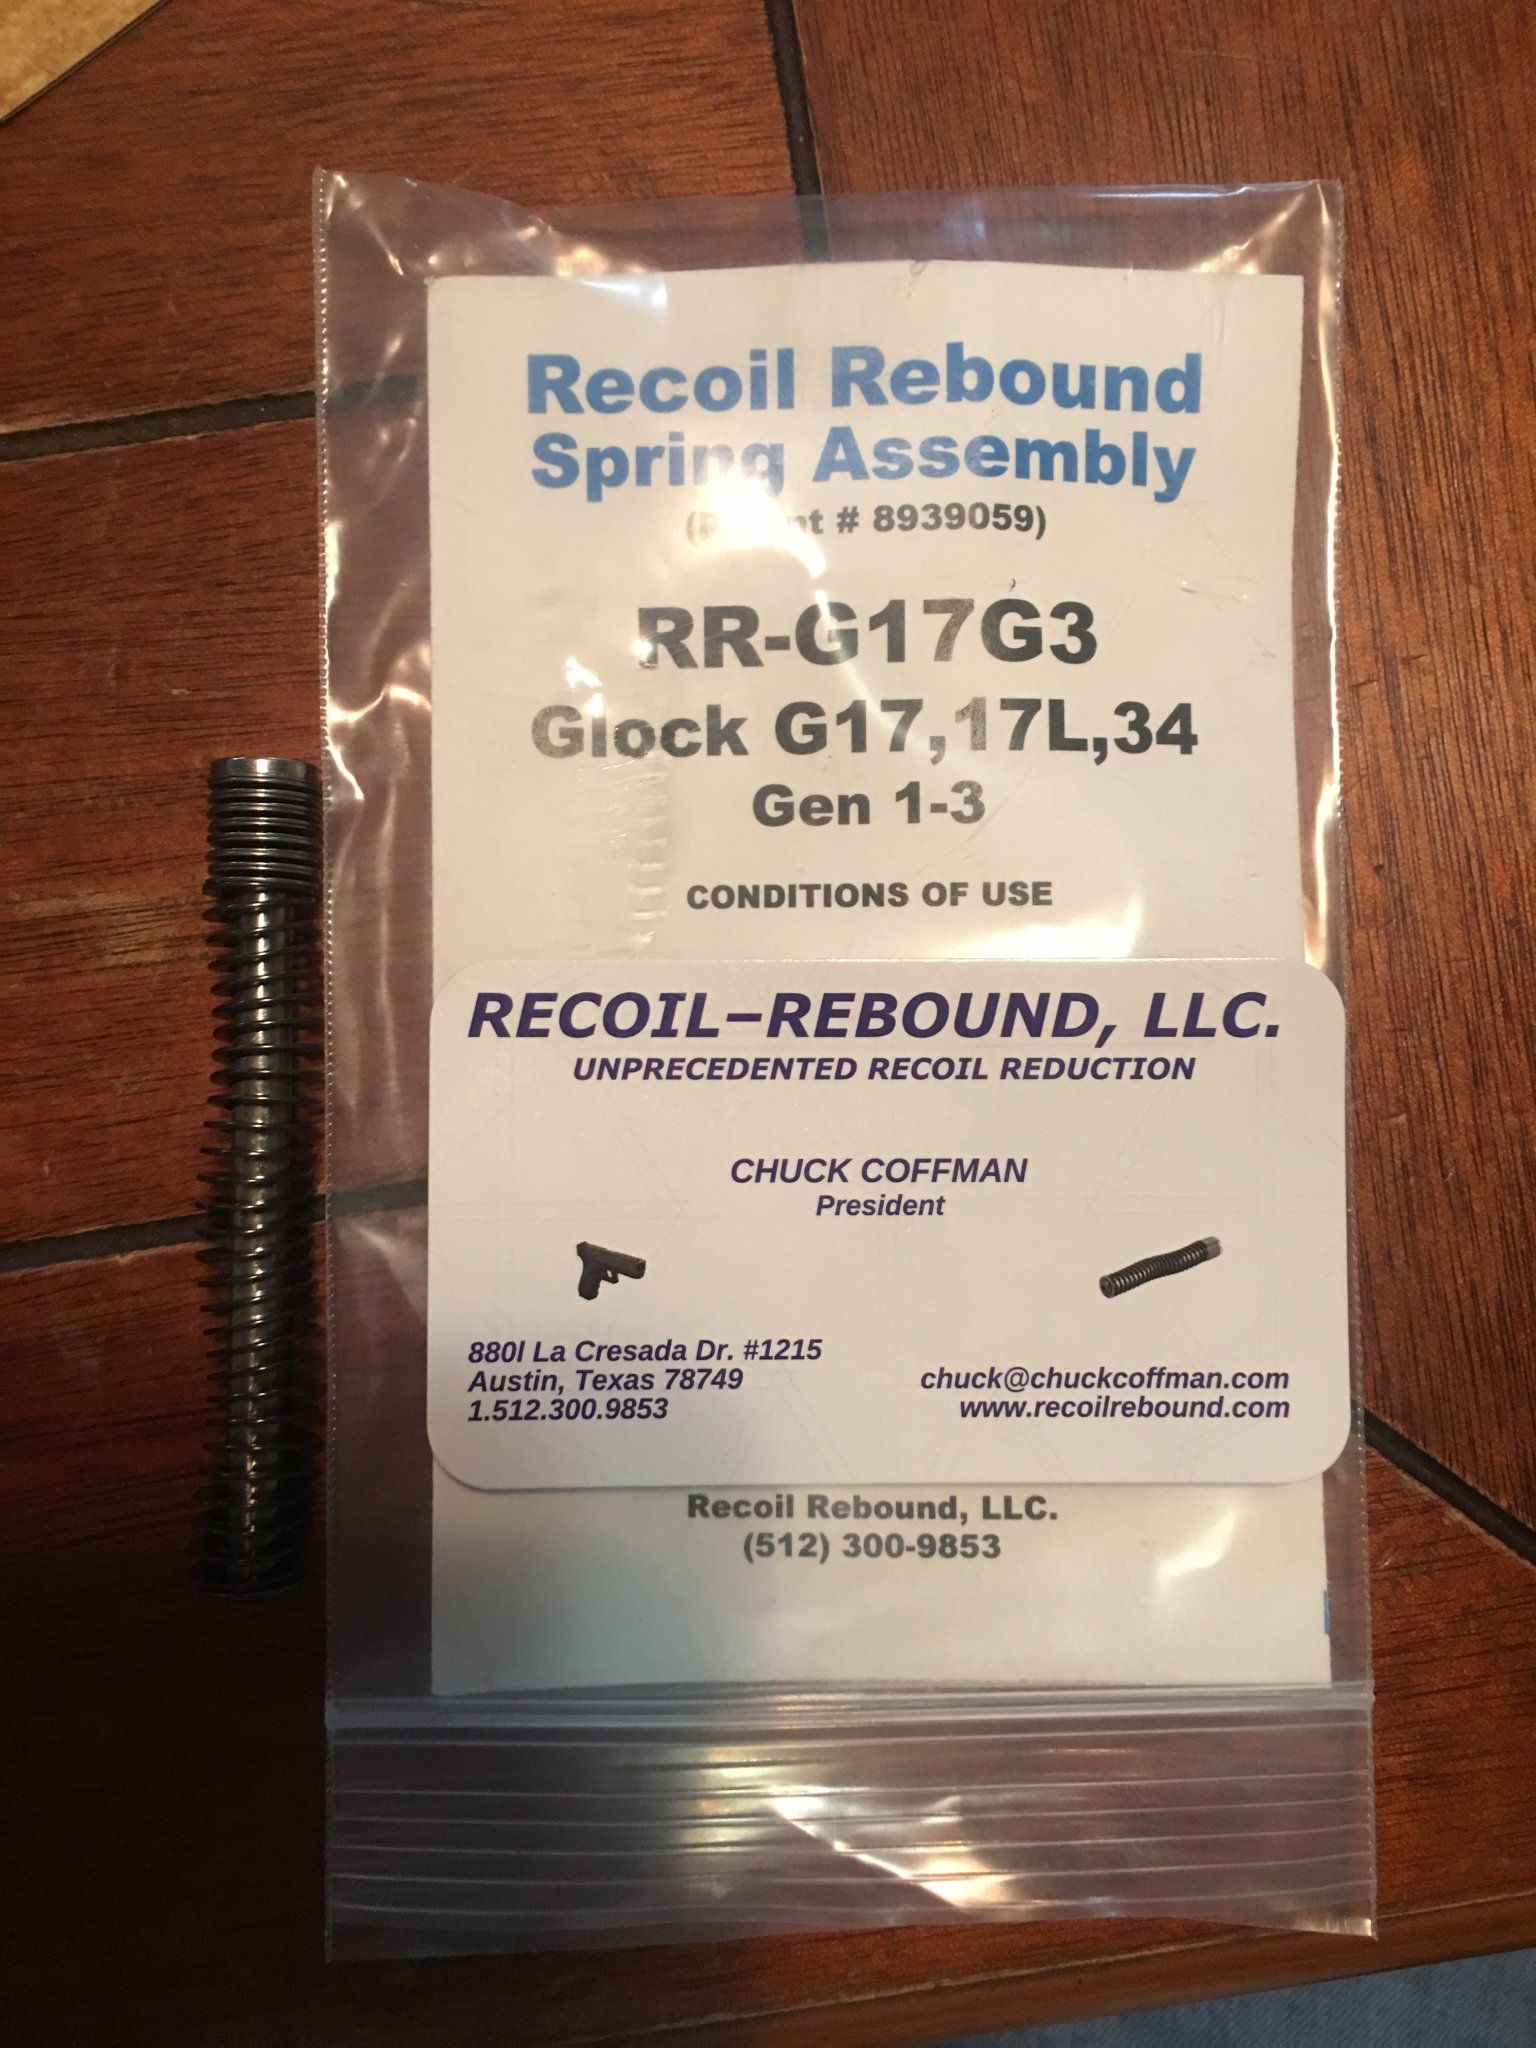 Recoil Rebound
Spring Assembly
# 8939059)
RR-G17G3
Glock G17,17L,34
Gen 1-3
CONDITIONS OF USE
RECOIL–REBOUND, LLC.
UNPRECEDENTED RECOIL REDUCTION
CHUCK COFFMAN
President
880l La Cresada Dr. #1215
Austin, Texas 78749
1.512.300.9853
chuck@chuckcoffman.com
www.recoilrebound.com
Recoil Rebound, LLC.
(512) 300-9853